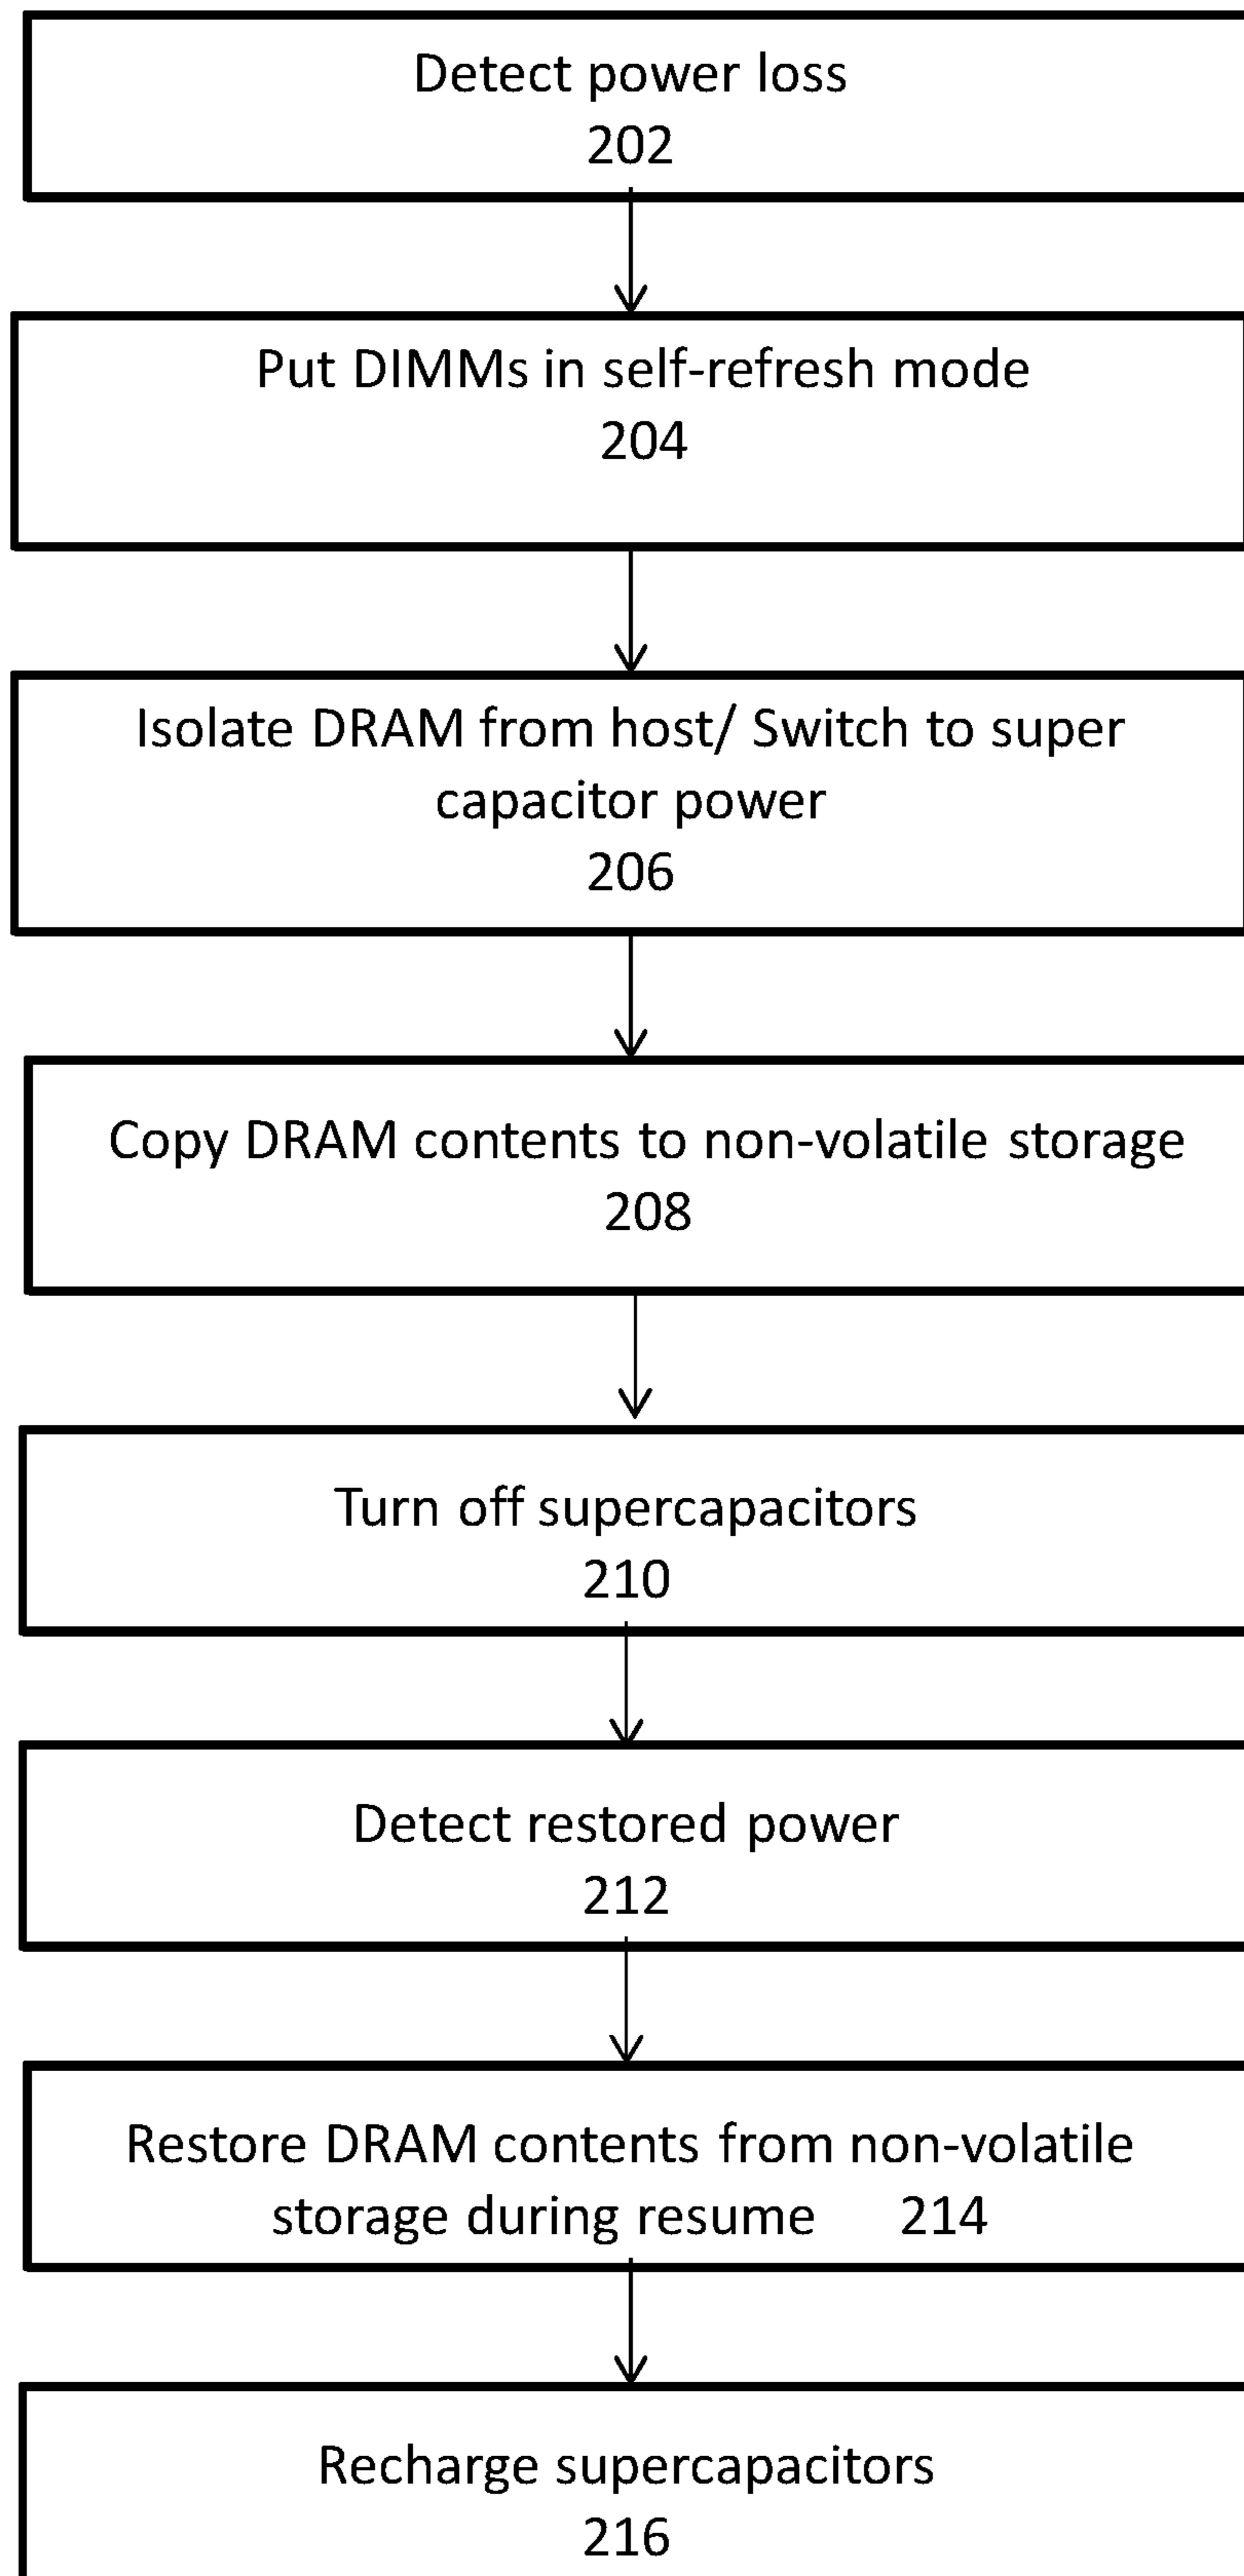 Detect power loss
202
Put DIMMs in self-refresh mode
204
Isolate DRAM from host/ Switch to super
capacitor power
206
Copy DRAM contents to non-volatile storage
208
Turn off supercapacitors
210
Detect restored power
212
Restore DRAM contents from non-volatile
storage during resume 214
Recharge supercapacitors
216